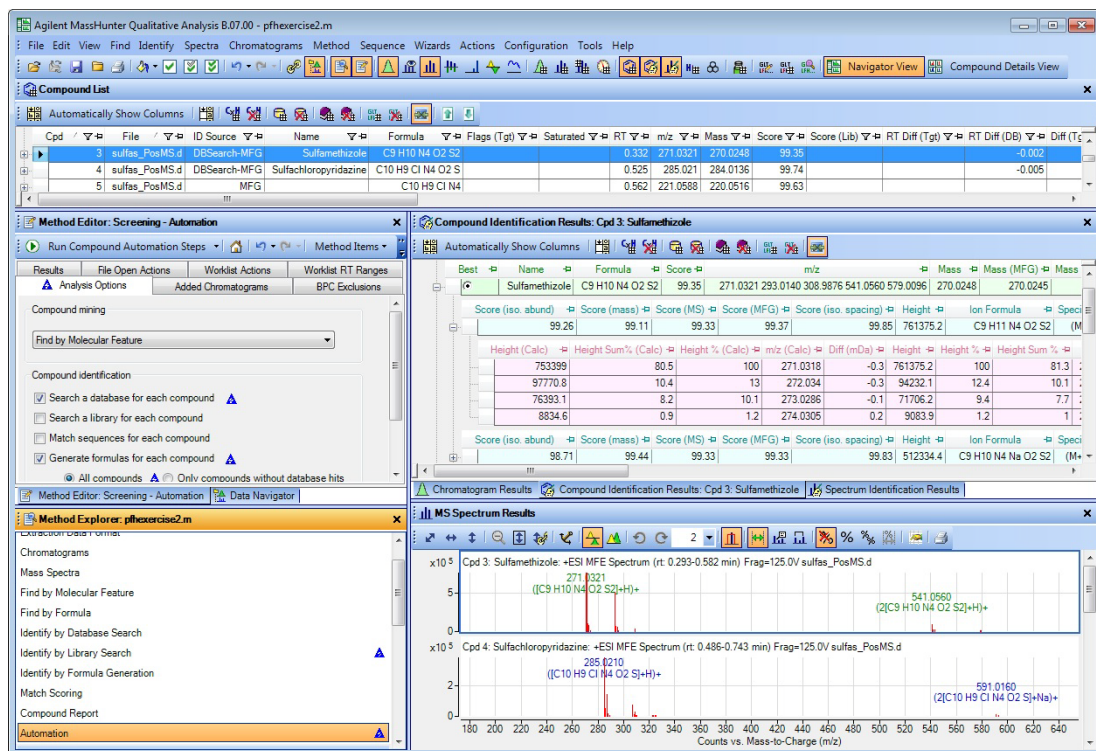 Agilent MassHunter Qualitative Analysis B.07.00 - pfhexercise2.m
File Edit View Find Identify Spectra Chromatograms Method Sequence Wizards Actions Configuration Tools Help
Navigator View Compound Details View
Compound List
Automatically Show Columns
Cpd File ID Source Name Formula Flags (Tgt) Saturated RT m/z Mass Score Score (Lib) RT Diff (Tgt) RT Diff (DB) Diff (Tg
3 sulfas_PosMS.d DBSearch-MFG Sulfamethizole C9 H10 N4 O2 S2 0.332 271.0321 270.0248 99.35 -0.002
4 sulfas_PosMS.d DBSearch-MFG Sulfachloropyridazine C10 H9 Cl N4 O2 S 0.525 285.021 284.0136 99.74 -0.005
5 sulfas_PosMS.d MFG C10 H9 Cl N4 0.562 221.0588 220.0516 99.63
Method Editor: Screening - Automation
Run Compound Automation Steps Method Items
Results File Open Actions Worklist Actions Worklist RT Ranges
Analysis Options Added Chromatograms BPC Exclusions
Compound mining
Find by Molecular Feature
Compound identification
Search a database for each compound
Search a library for each compound
Match sequences for each compound
Generate formulas for each compound
All compounds Only compounds without database hits
Method Editor: Screening - Automation Data Navigator
Compound Identification Results: Cpd 3: Sulfamethizole
Automatically Show Columns
Best Name Formula Score m/z Mass Mass (MFG) Mass
Sulfamethizole C9 H10 N4 O2 S2 99.35 271.0321 293.0140 308.9876 541.0560 579.0096 270.0248 270.0245
Score (iso. abund) Score (mass) Score (MS) Score (MFG) Score (iso. spacing) Height Ion Formula Speci
99.26 99.11 99.33 99.37 99.85 761375.2 C9 H11 N4 O2 S2 (M
Height (Calc) Height Sum% (Calc) Height % (Calc) m/z (Calc) Diff (mDa) Height Height % Height Sum %
753399 80.5 100 271.0318 -0.3 761375.2 100 81.3
97770.8 10.4 13 272.034 -0.3 94232.1 12.4 10.1
76393.1 8.2 10.1 273.0286 -0.1 71706.2 9.4 7.7
8834.6 0.9 1.2 274.0305 0.2 9083.9 1.2 1
Score (iso. abund) Score (mass) Score (MS) Score (MFG) Score (iso. spacing) Height Ion Formula Speci
98.71 99.44 99.33 99.33 99.83 512334.4 C9 H10 N4 Na O2 S2 (M+
Chromatogram Results Compound Identification Results: Cpd 3: Sulfamethizole Spectrum Identification Results
Method Explorer: pfhexercise2.m
Extraction Data Format
Chromatograms
Mass Spectra
Find by Molecular Feature
Find by Formula
Identify by Database Search
Identify by Library Search
Identify by Formula Generation
Match Scoring
Compound Report
Automation
MS Spectrum Results
2
x10 5 Cpd 3: Sulfamethizole: +ESI MFE Spectrum (rt: 0.293-0.582 min) Frag=125.0V sulfas_PosMS.d
271.0321
([C9 H10 N4 O2 S2]+H)+
5
541.0560
(2[C9 H10 N4 O2 S2]+H)+
0
x10 5 Cpd 4: Sulfachloropyridazine: +ESI MFE Spectrum (rt: 0.486-0.743 min) Frag=125.0V sulfas_PosMS.d
285.0210
([C10 H9 Cl N4 O2 S]+H)+
2
591.0160
(2[C10 H9 Cl N4 O2 S]+Na)+
0
180 200 220 240 260 280 300 320 340 360 380 400 420 440 460 480 500 520 540 560 580 600 620 640
Counts vs. Mass-to-Charge (m/z)